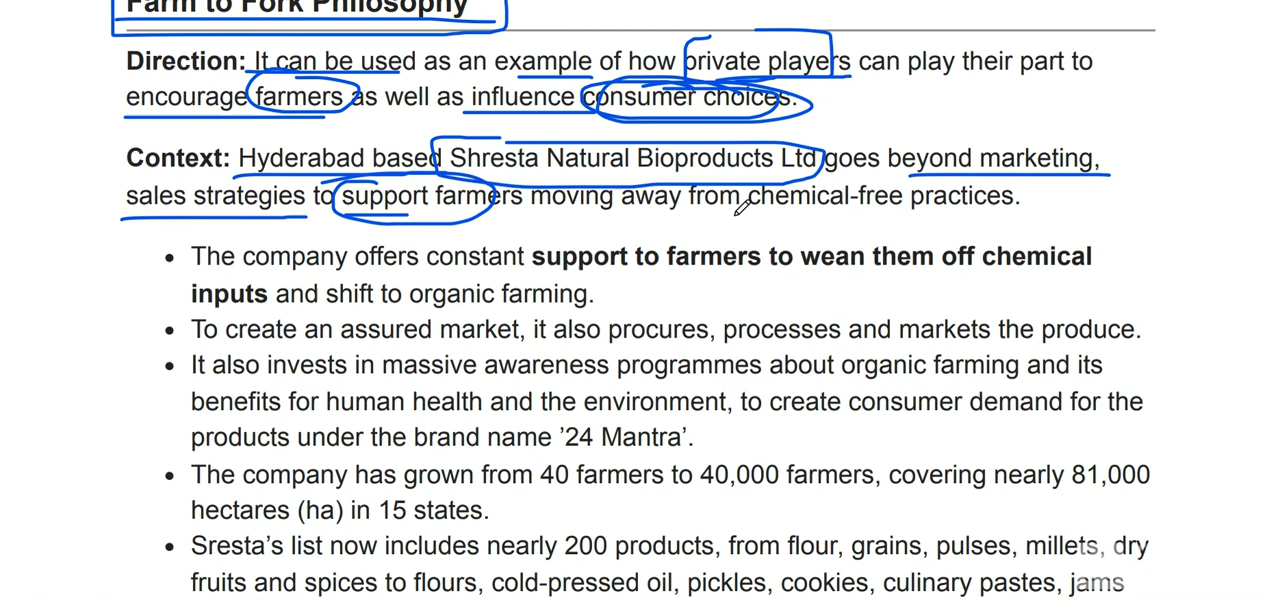 Farm to Fork Philosophy
Direction: It can be used as an example of how private players can play their part to
encourage farmers as well as influence consumer choices.
Context: Hyderabad based Shresta Natural Bioproducts Ltd goes beyond marketing,
sales strategies to support farmers moving away from chemical-free practices.
• The company offers constant support to farmers to wean them off chemical
inputs and shift to organic farming.
• To create an assured market, it also procures, processes and markets the produce.
• It also invests in massive awareness programmes about organic farming and its
benefits for human health and the environment, to create consumer demand for the
products under the brand name ’24 Mantra’.
• The company has grown from 40 farmers to 40,000 farmers, covering nearly 81,000
hectares (ha) in 15 states.
• Sresta’s list now includes nearly 200 products, from flour, grains, pulses, millets, dry
fruits and spices to flours, cold-pressed oil, pickles, cookies, culinary pastes, jams